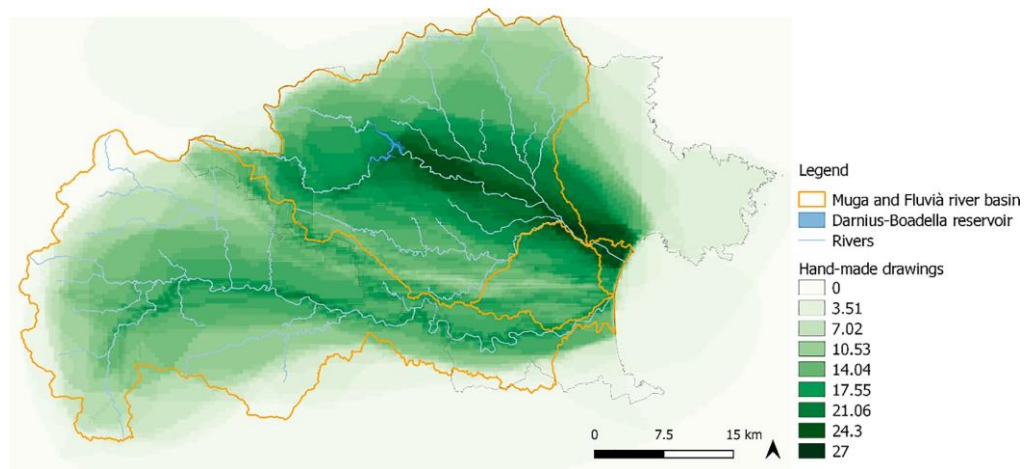 Legend
Muga and Fluvià river basin
Darnius-Boadella reservoir
Rivers
Hand-made drawings
0
3.51
7.02
10.53
14.04
17.55
21.06
24.3
27
0 7.5 15 km